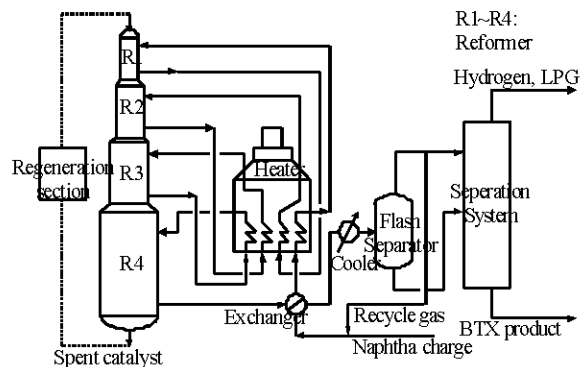 R1~R4:
Reformer
Hydrogen, LPG
R1
R2
Regeneration
section
R3
Heater
Seperation
System
Flash
Separator
R4
Cooler
Exchanger
Recycle gas
BTX product
Naphtha charge
Spent catalyst